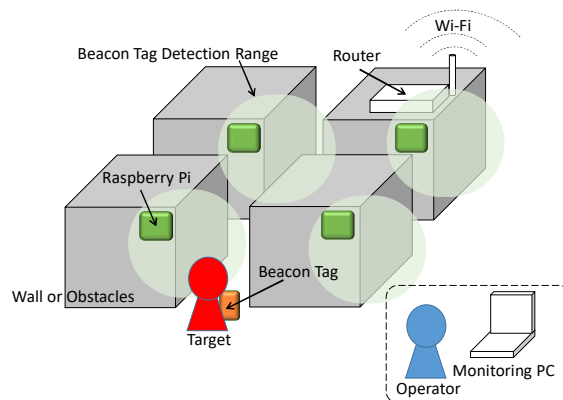 Wi-Fi
Beacon Tag Detection Range
Router
Raspberry Pi
Beacon Tag
Wall or Obstacles
Target
Monitoring PC
Operator